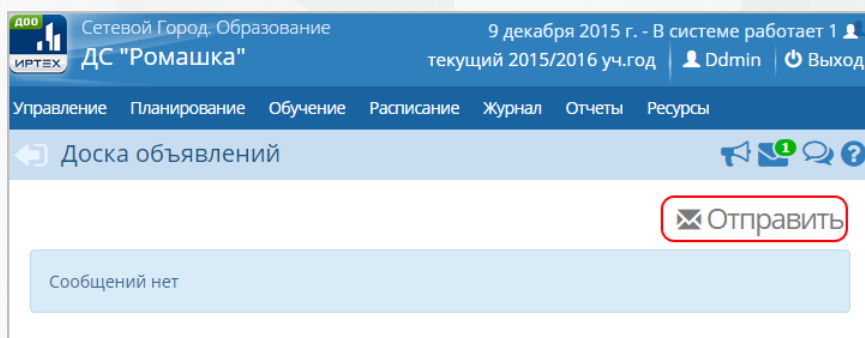 ДОО
ИРТЕХ
Сетевой Город. Образование
ДС "Ромашка"
9 декабря 2015 г. - В системе работает 1
текущий 2015/2016 уч.год Ddmin Выход
Управление Планирование Обучение Расписание Журнал Отчеты Ресурсы
Доска объявлений 1 ?
Отправить
Сообщений нет